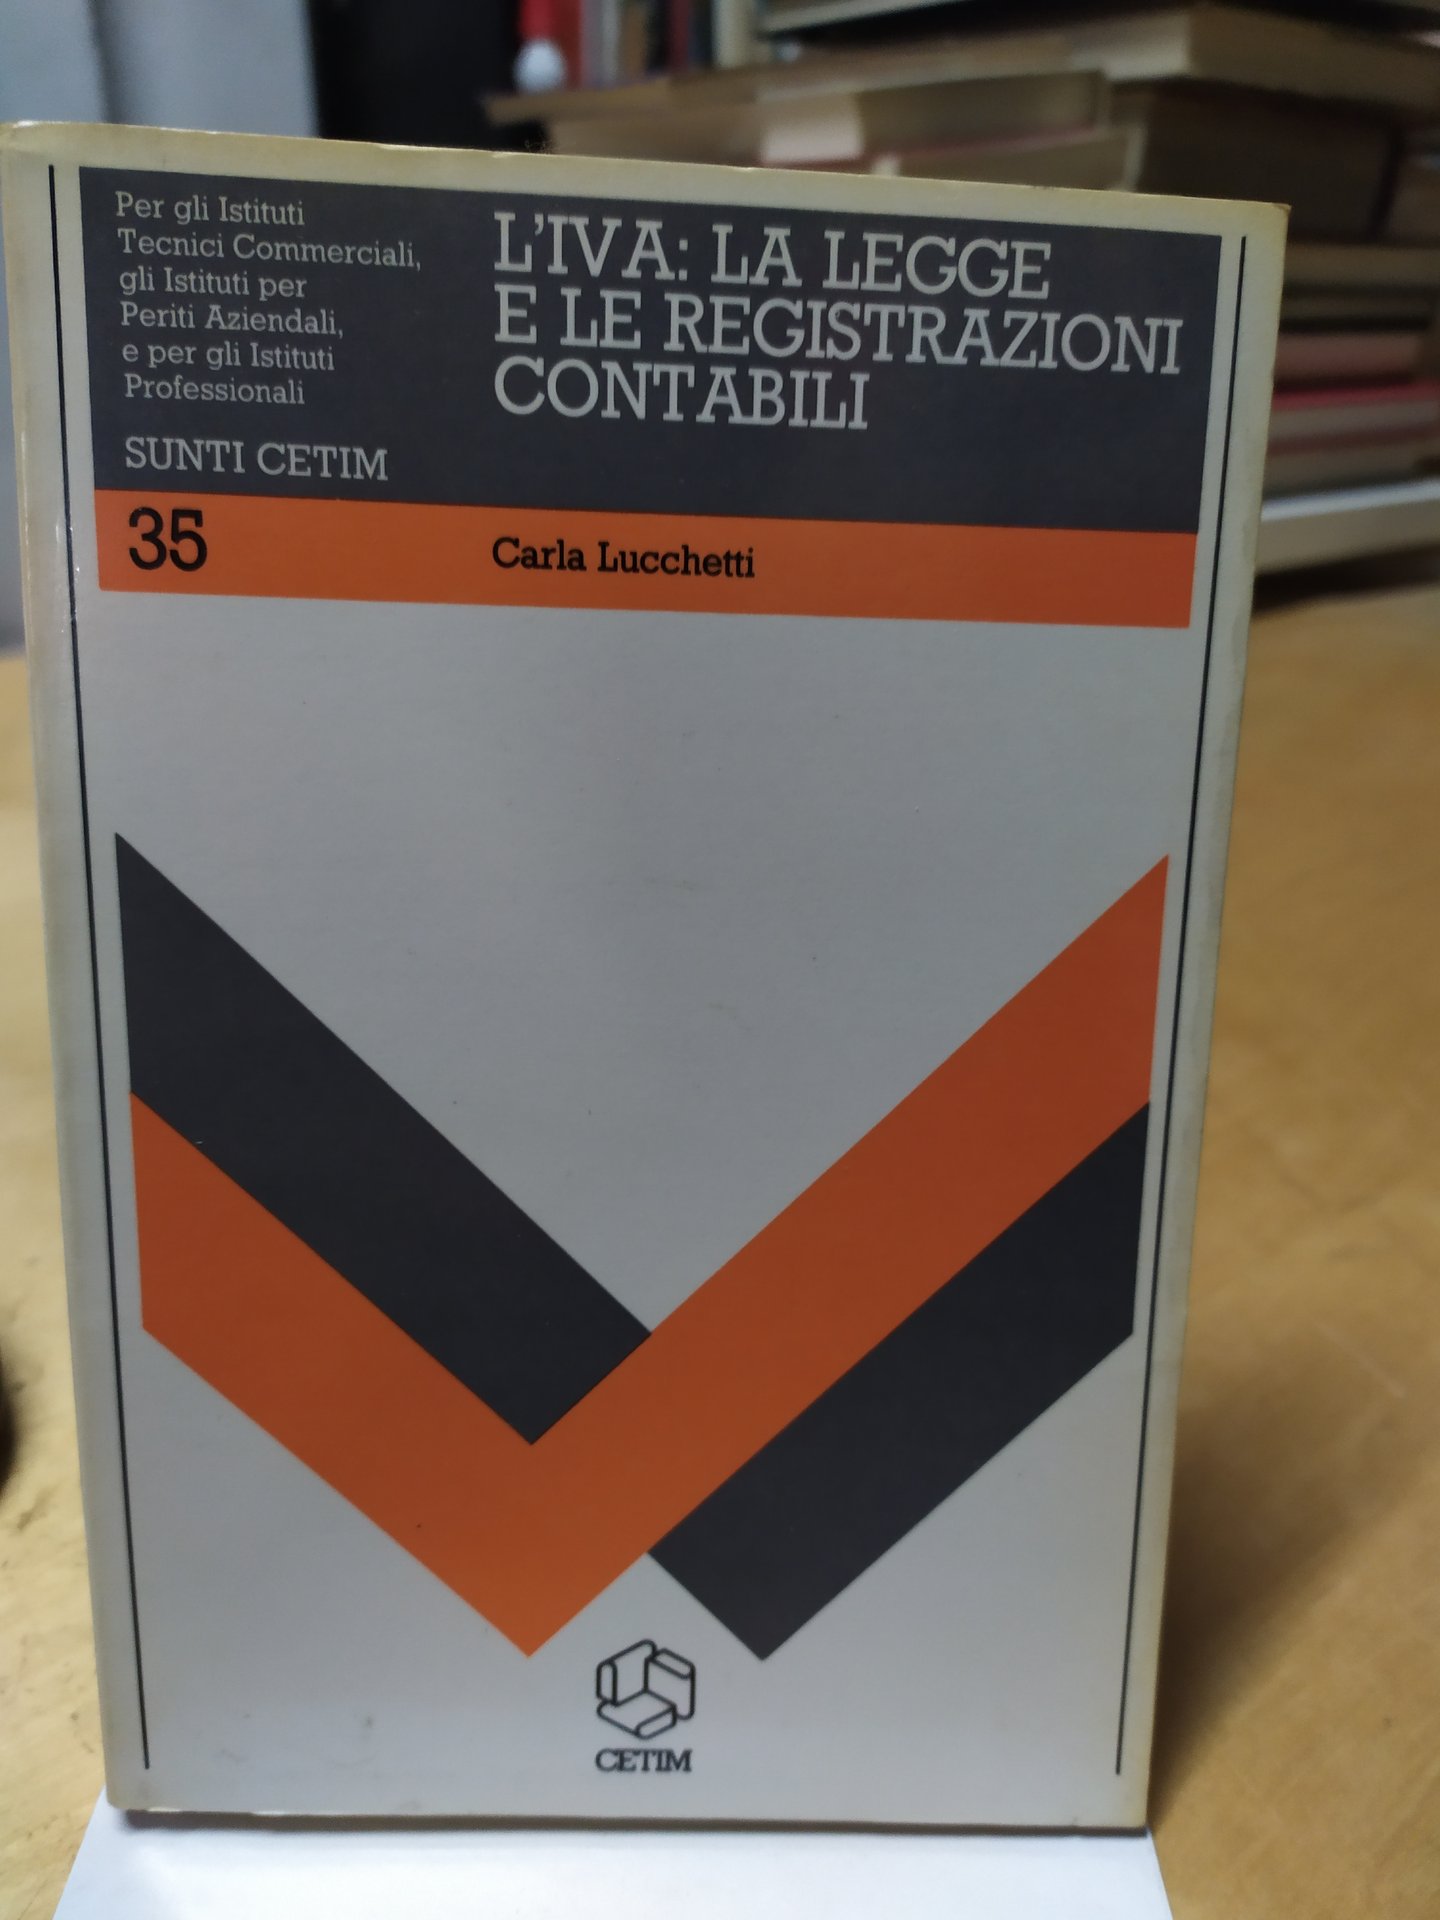 Per gli Istituti
Tecnici Commerciali,
gli Istituti per
Periti Aziendali,
e per gli Istituti
Professionali
SUNTI CETIM
35
L'IVA: LA LEGGE
E LE REGISTRAZIONI
CONTABILI
Carla Lucchetti
CETIM